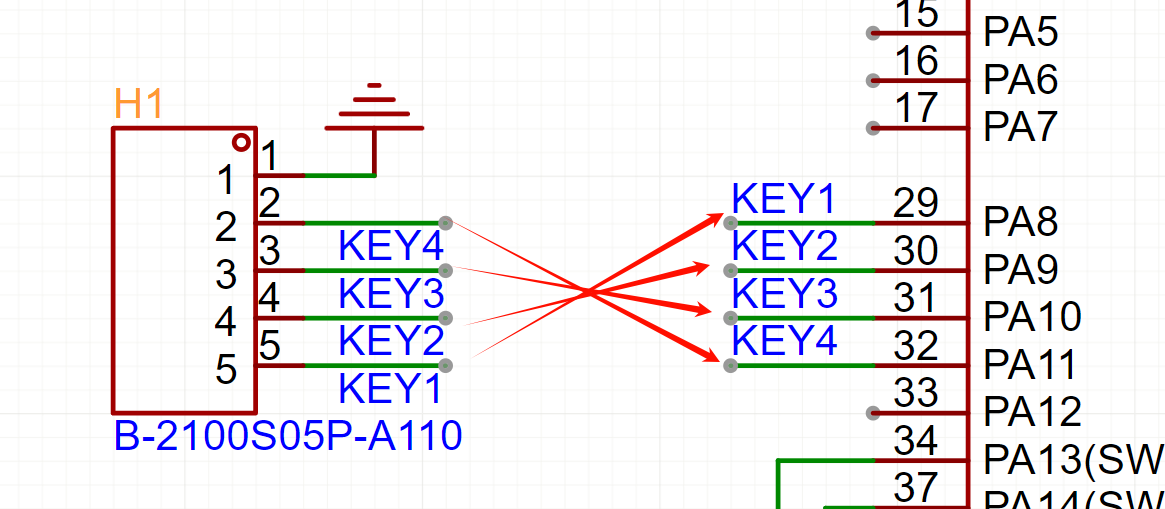 15 PA5
16 PA6
17 PA7
H1
1 1
2 2
KEY4
3 3
KEY3
4 4
KEY2
5 5
KEY1
B-2100S05P-A110
KEY1 29 PA8
KEY2 30 PA9
KEY3 31 PA10
KEY4 32 PA11
33 PA12
34 PA13(SW
37 PA14(SW